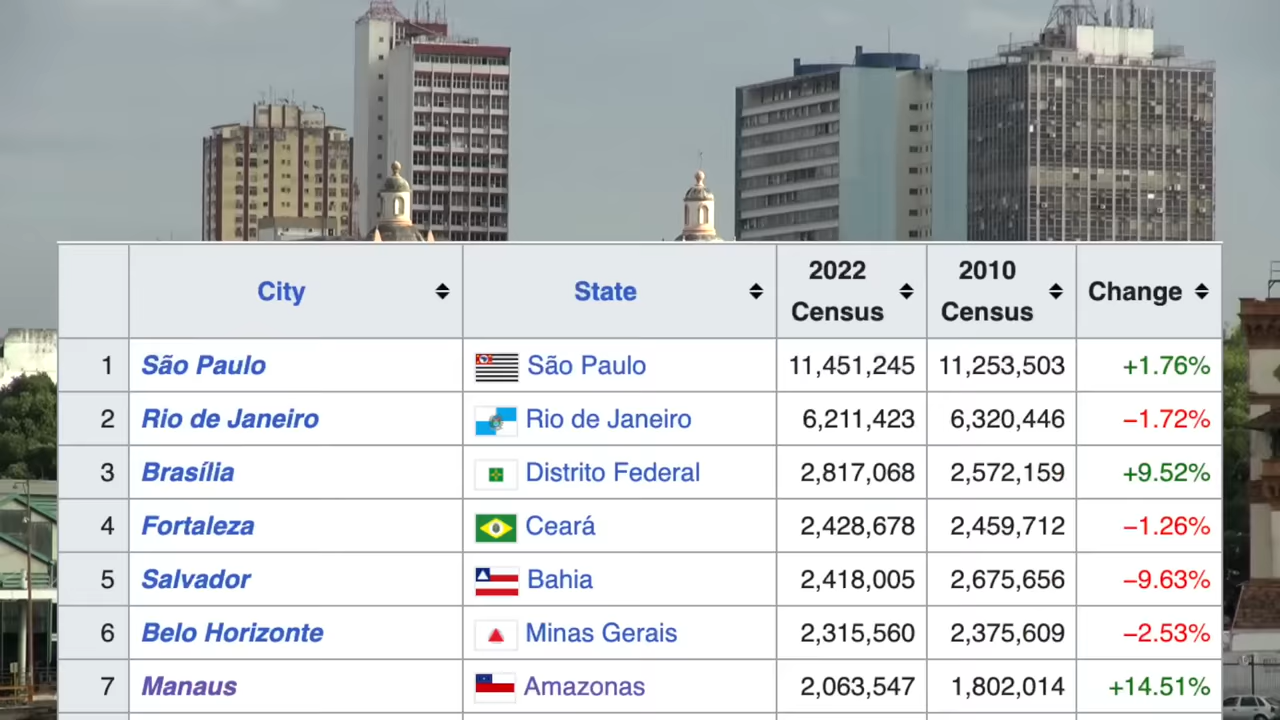 City State 2022 Census 2010 Census Change
1 São Paulo São Paulo 11,451,245 11,253,503 +1.76%
2 Rio de Janeiro Rio de Janeiro 6,211,423 6,320,446 −1.72%
3 Brasília Distrito Federal 2,817,068 2,572,159 +9.52%
4 Fortaleza Ceará 2,428,678 2,459,712 −1.26%
5 Salvador Bahia 2,418,005 2,675,656 −9.63%
6 Belo Horizonte Minas Gerais 2,315,560 2,375,609 −2.53%
7 Manaus Amazonas 2,063,547 1,802,014 +14.51%